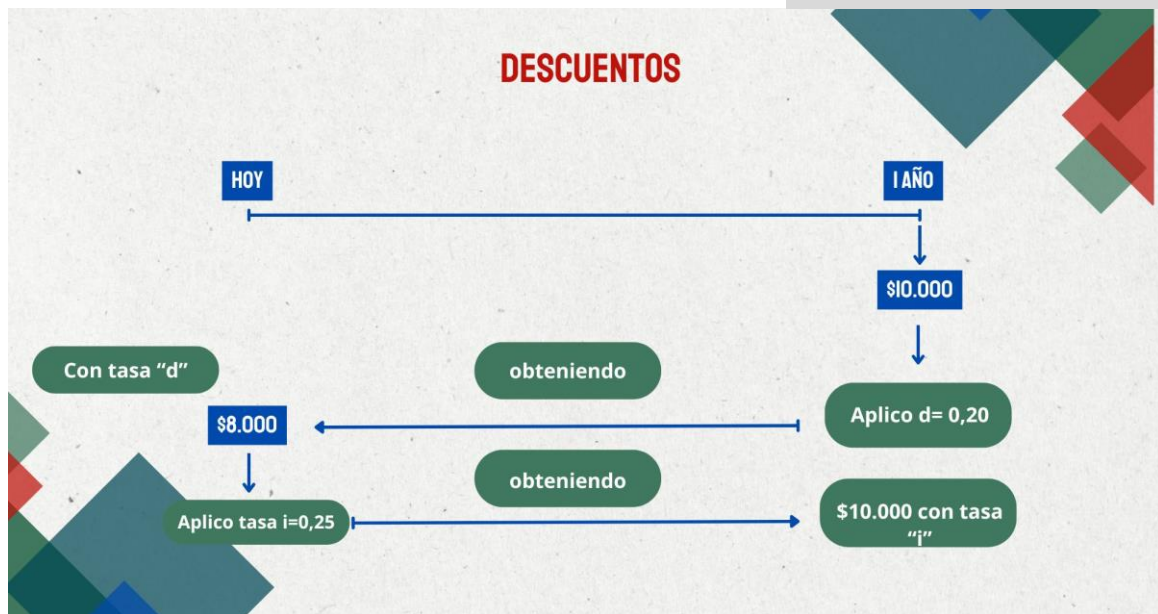 DESCUENTOS
HOY
1 AÑO
$10.000
Con tasa “d”
obteniendo
Aplico d= 0,20
$8.000
obteniendo
Aplico tasa i=0,25
$10.000 con tasa
“i”